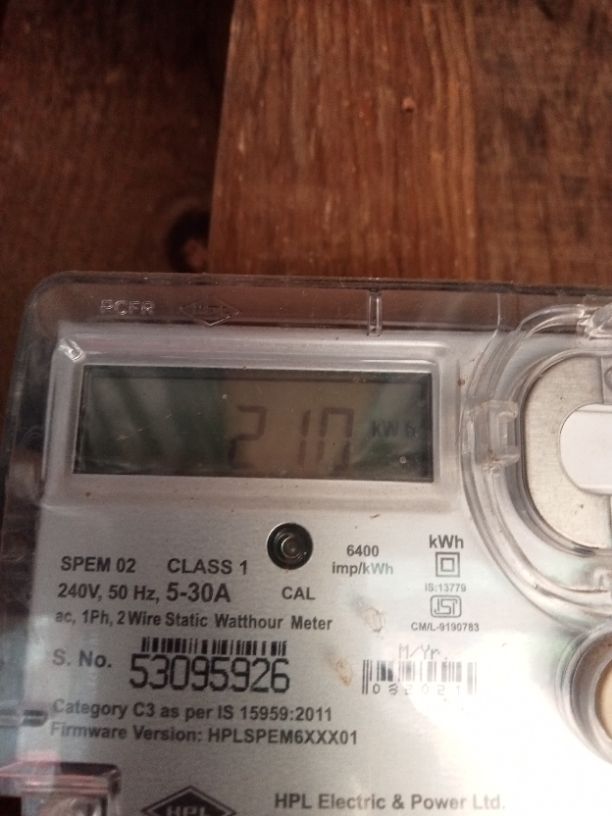 SPEM 02 CLASS 1
6400
imp/kWh
kWh
240V, 50 Hz, 5-30A CAL
IS:13779
ac, 1Ph, 2 Wire Static Watthour Meter
CM/L-9190783
S. No. 53095926
M/Yr.
082021
Category C3 as per IS 15959:2011
Firmware Version: HPLSPEM6XXX01
HPL
HPL Electric & Power Ltd.